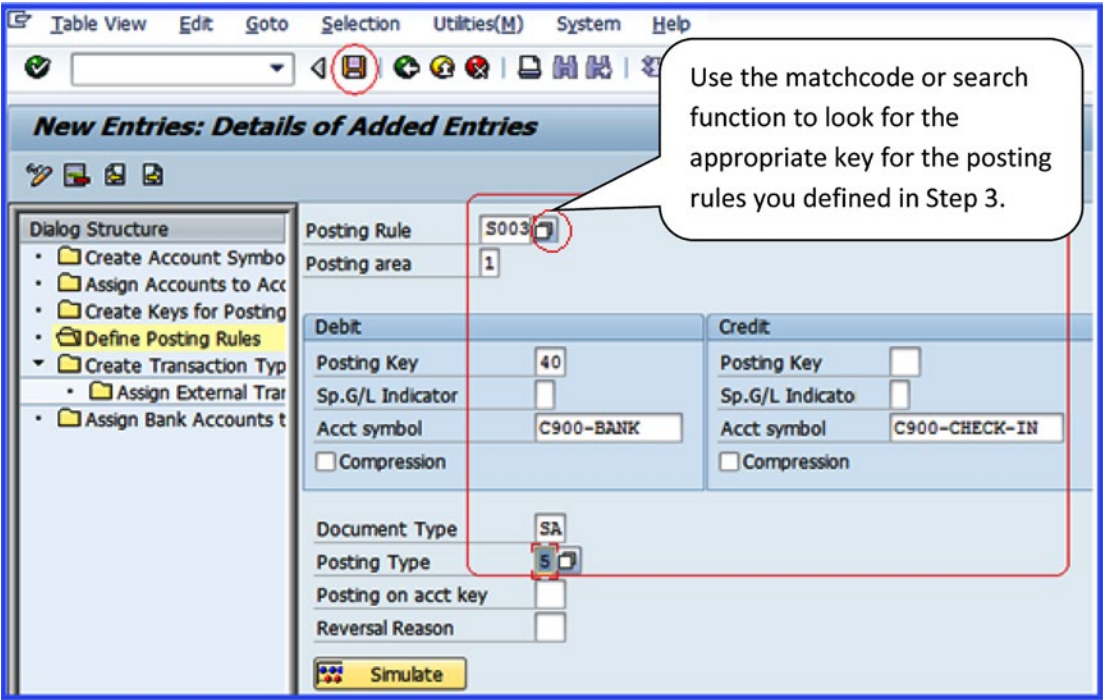 Table View Edit Goto Selection Utilities(M) System Help
Use the matchcode or search
function to look for the
appropriate key for the posting
rules you defined in Step 3.
New Entries: Details of Added Entries
Dialog Structure
Create Account Symbo
Assign Accounts to Acc
Create Keys for Posting
Define Posting Rules
Create Transaction Typ
Assign External Trar
Assign Bank Accounts t
Posting Rule S003
Posting area 1
Debit
Posting Key 40
Sp.G/L Indicator
Acct symbol C900-BANK
Compression
Credit
Posting Key
Sp.G/L Indicato
Acct symbol C900-CHECK-IN
Compression
Document Type SA
Posting Type 5
Posting on acct key
Reversal Reason
Simulate